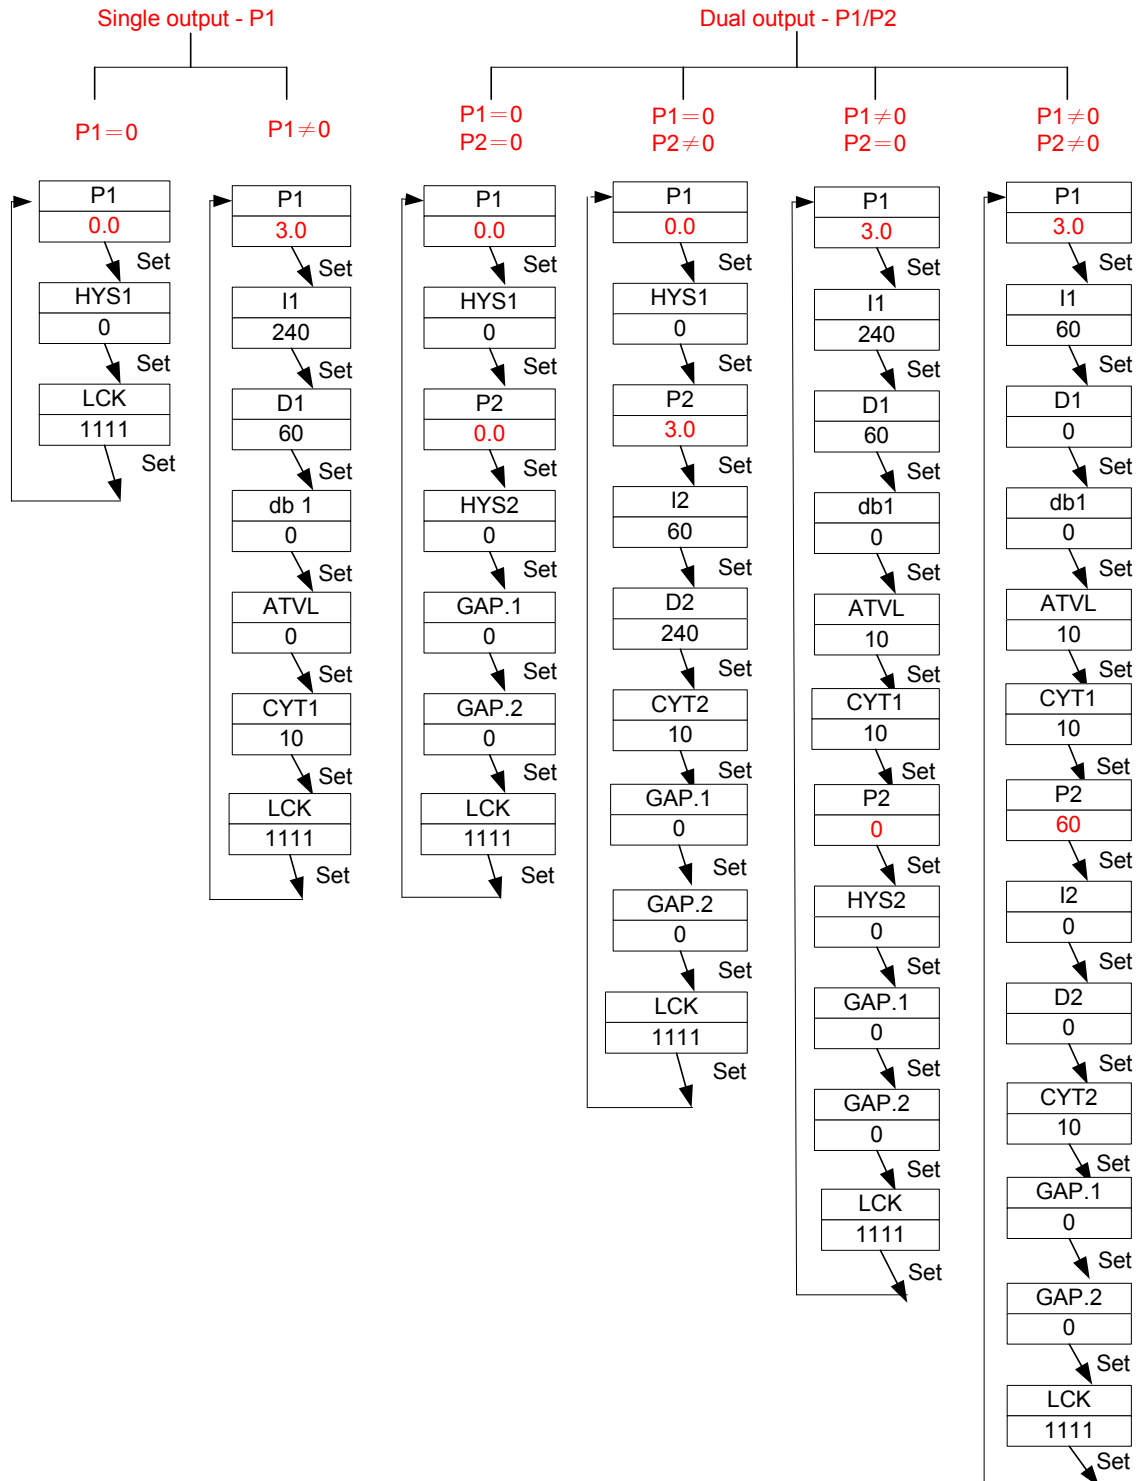 Single output - P1
P1=0
P1
0.0
Set
HYS1
0
Set
LCK
1111
Set
P1≠0
P1
3.0
Set
I1
240
Set
D1
60
Set
db 1
0
Set
ATVL
0
Set
CYT1
10
Set
LCK
1111
Set
Dual output - P1/P2
P1=0
P2=0
P1
0.0
Set
HYS1
0
Set
P2
0.0
Set
HYS2
0
Set
GAP.1
0
Set
GAP.2
0
Set
LCK
1111
Set
P1=0
P2≠0
P1
0.0
Set
HYS1
0
Set
P2
3.0
Set
I2
60
Set
D2
240
Set
CYT2
10
Set
GAP.1
0
Set
GAP.2
0
Set
LCK
1111
Set
P1≠0
P2=0
P1
3.0
Set
I1
240
Set
D1
60
Set
db1
0
Set
ATVL
10
Set
CYT1
10
Set
P2
0
Set
HYS2
0
Set
GAP.1
0
Set
GAP.2
0
Set
LCK
1111
Set
P1≠0
P2≠0
P1
3.0
Set
I1
60
Set
D1
0
Set
db1
0
Set
ATVL
10
Set
CYT1
10
Set
P2
60
Set
I2
0
Set
D2
0
Set
CYT2
10
Set
GAP.1
0
Set
GAP.2
0
Set
LCK
1111
Set